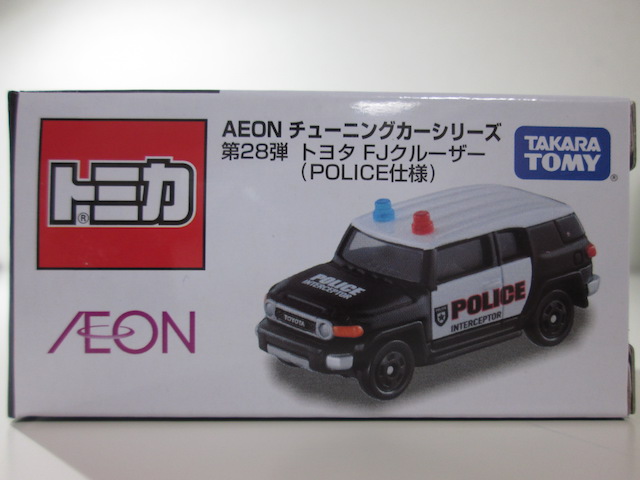 トミカ
®
AEON
AEON チューニングカーシリーズ
第28弾 トヨタ FJクルーザー
(POLICE仕様)
TAKARA
TOMY
®
POLICE
INTERCEPTOR
TOYOTA
POLICE
INTERCEPTOR